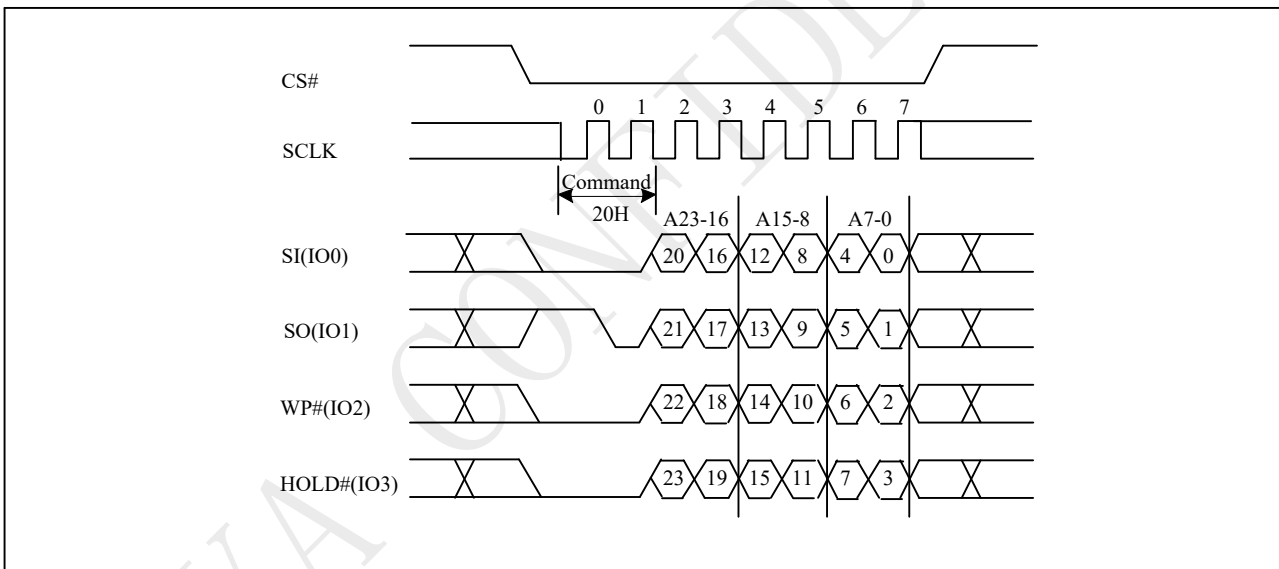 CS#
0 1 2 3 4 5 6 7
SCLK
Command
20H
A23-16 A15-8 A7-0
SI(IO0) 20 16 12 8 4 0
SO(IO1) 21 17 13 9 5 1
WP#(IO2) 22 18 14 10 6 2
HOLD#(IO3) 23 19 15 11 7 3